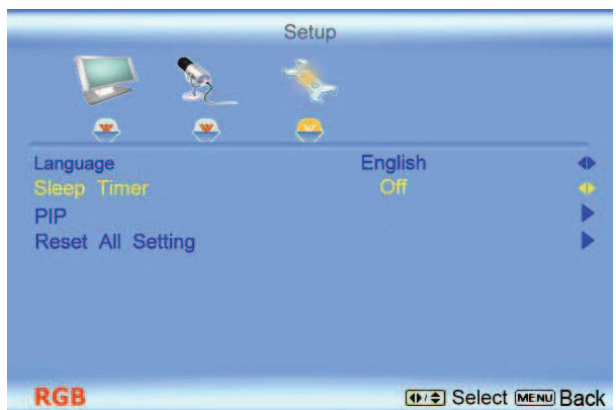 Setup
Language English
Sleep Timer Off
PIP
Reset All Setting
RGB Select MENU Back